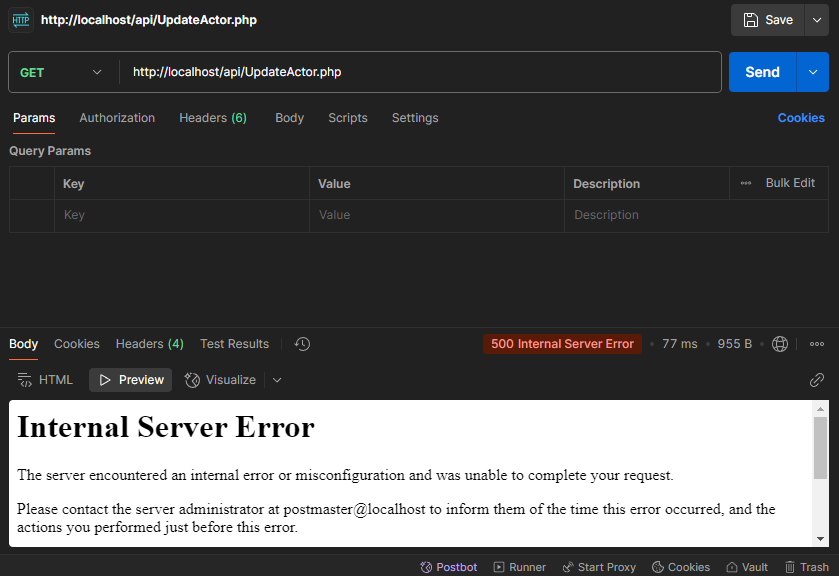 HTTP http://localhost/api/UpdateActor.php Save
GET http://localhost/api/UpdateActor.php Send
Params Authorization Headers (6) Body Scripts Settings Cookies
Query Params
Key Value Description Bulk Edit
Key Value Description
Body Cookies Headers (4) Test Results 500 Internal Server Error 77 ms 955 B
HTML Preview Visualize
Internal Server Error
The server encountered an internal error or misconfiguration and was unable to complete your request.
Please contact the server administrator at postmaster@localhost to inform them of the time this error occurred, and the
actions you performed just before this error.
Postbot Runner Start Proxy Cookies Vault Trash